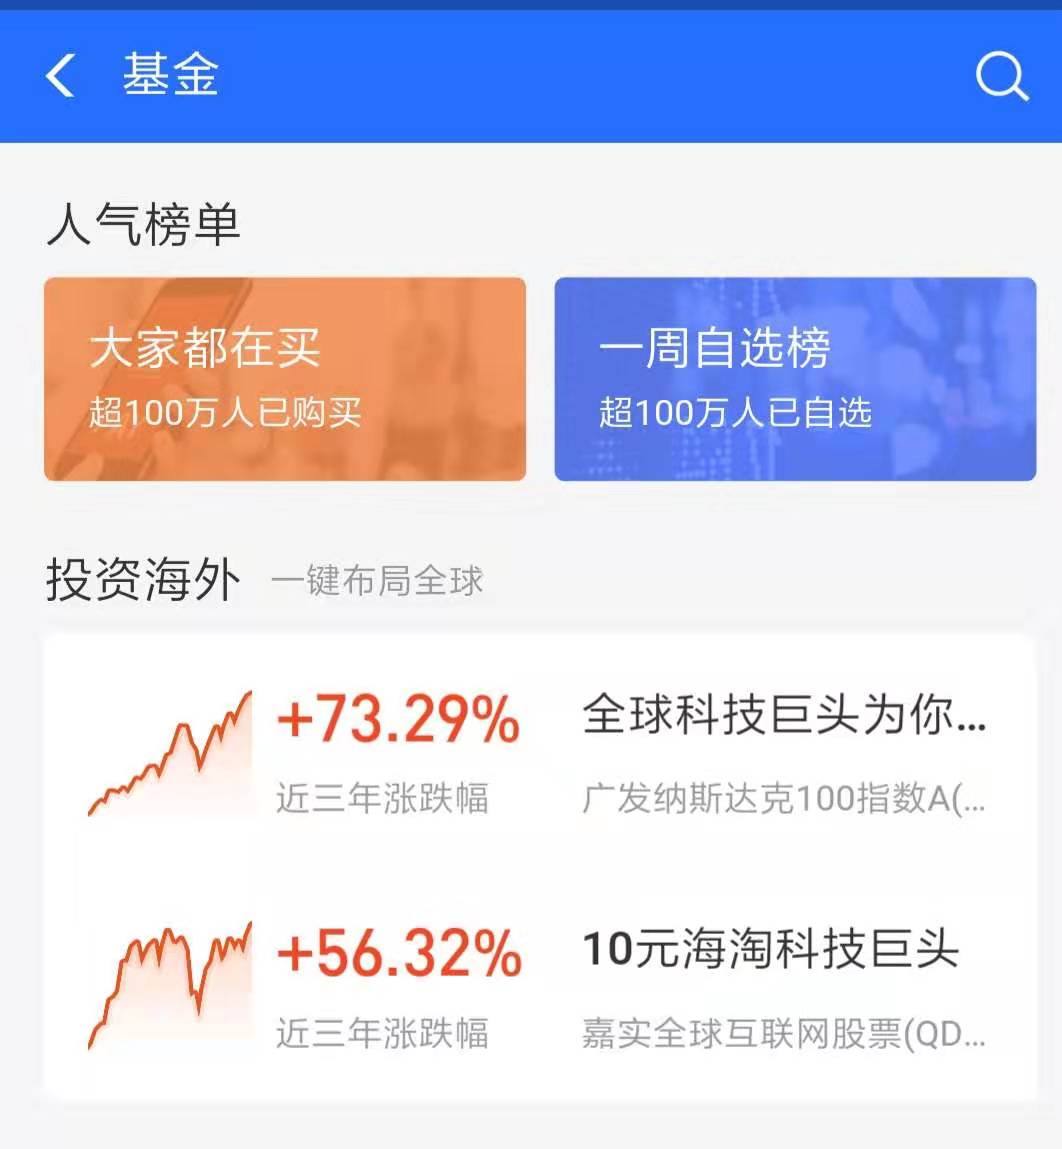 基金
人气榜单
大家都在买
超100万人已购买
一周自选榜
超100万人已自选
投资海外 一键布局全球
+73.29%
近三年涨跌幅
全球科技巨头为你...
广发纳斯达克100指数A(...
+56.32%
近三年涨跌幅
10元海淘科技巨头
嘉实全球互联网股票(QD...